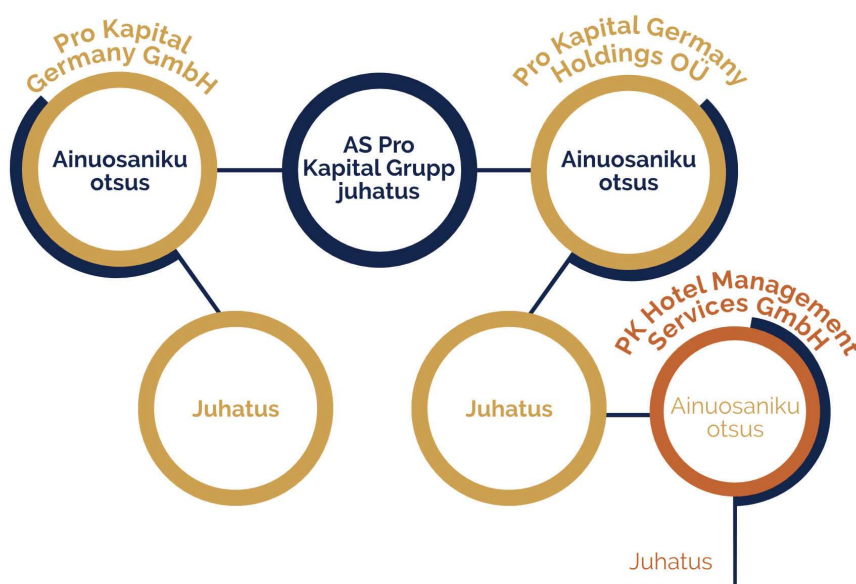 Pro Kapital
Germany GmbH
Ainuosaniku
otsus
AS Pro
Kapital Grupp
juhatus
Pro Kapital Germany
Holdings OÜ
Ainuosaniku
otsus
Juhatus
Juhatus
PK Hotel Management
Services GmbH
Ainuosaniku
otsus
Juhatus